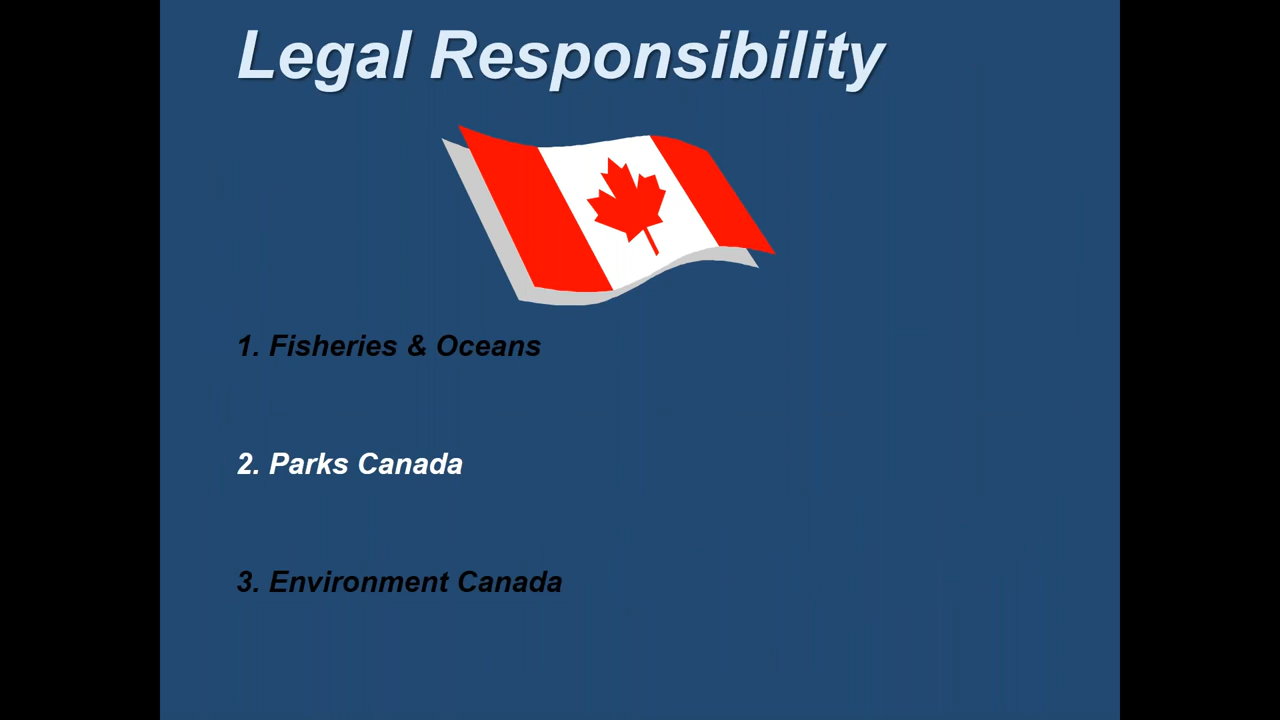 Legal Responsibility
1. Fisheries & Oceans
2. Parks Canada
3. Environment Canada